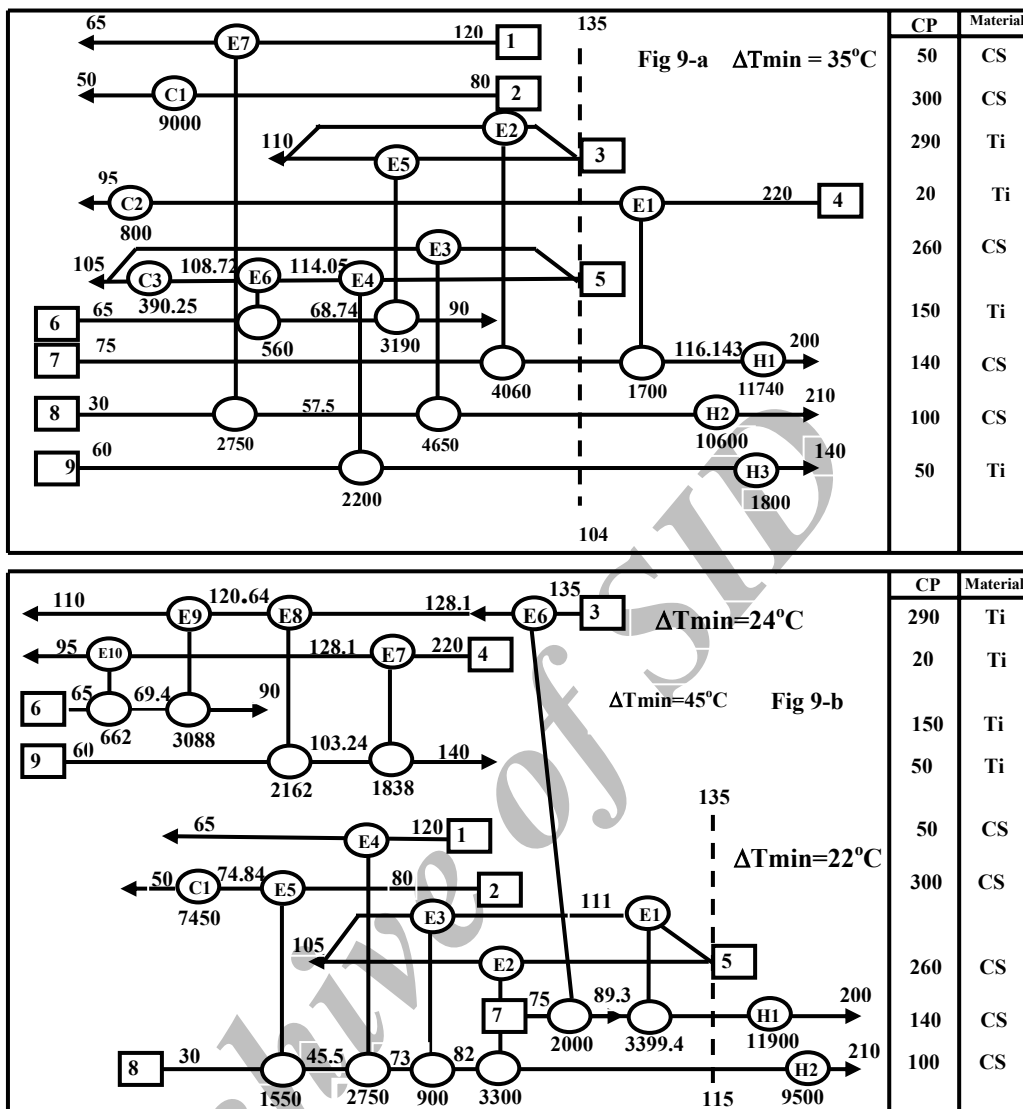 65 120 135 CP Material
E7 1 Fig 9-a ΔTmin = 35°C 50 CS
50 80
C1 2 300 CS
9000
E2
110 3 290 Ti
E5
95 220
C2 E1 4 20 Ti
800
E3 260 CS
105 108.72 114.05
C3 E6 E4 5
390.25
6 65 68.74 90 150 Ti
560 3190
7 75 116.143 200 140 CS
H1
4060 1700 11740
8 30 57.5 210 100 CS
H2
2750 4650 10600
9 60 140 50 Ti
H3
2200 1800
104
CP Material
110 120.64 128.1 135 290 Ti
E9 E8 E6 3 ΔTmin=24°C
95 128.1 220 20 Ti
E10 E7 4
6 65 69.4 90 ΔTmin=45°C Fig 9-b 150 Ti
662 3088
9 60 103.24 140 50 Ti
2162 1838
135
65 120 50 CS
E4 1 ΔTmin=22°C
50 74.84 80 300 CS
C1 E5 2
7450 111
E3 E1
105 260 CS
E2 5
7 75 89.3 200 140 CS
H1
2000 3399.4 11900
8 30 45.5 73 82 210 100 CS
H2
1550 2750 900 3300 115 9500
Archive of SID